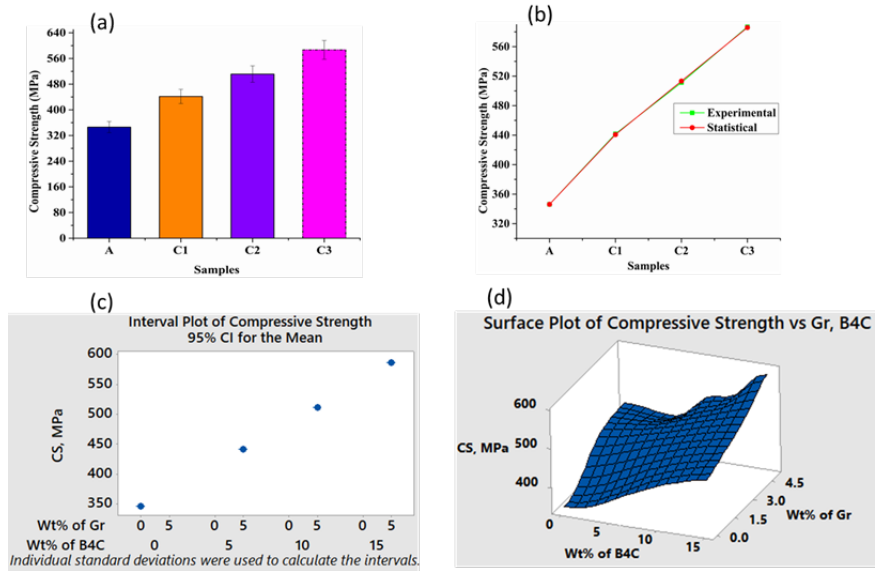 (a)
640
560
480
400
320
240
160
80
0
Compressive Strength (MPa)
A C1 C2 C3
Samples
(b)
560
520
480
440
400
360
320
Compressive Strength (MPa)
Experimental
Statistical
A C1 C2 C3
Samples
(c)
Interval Plot of Compressive Strength
95% CI for the Mean
600
550
500
450
400
350
CS, MPa
Wt% of Gr 0 5 0 5 0 5 0 5
Wt% of B4C 0 5 10 15
Individual standard deviations were used to calculate the intervals.
(d)
Surface Plot of Compressive Strength vs Gr, B4C
600
500
400
CS, MPa
0 5 10 15
Wt% of B4C
0.0 1.5 3.0 4.5
Wt% of Gr